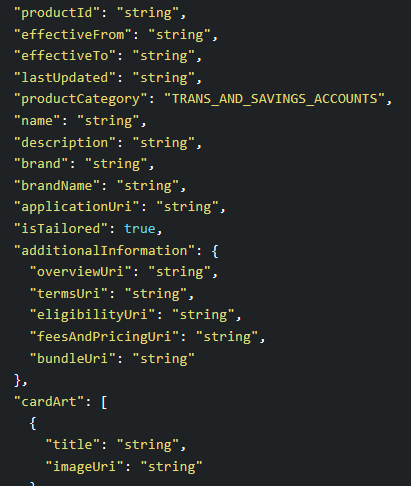 "productId": "string",
"effectiveFrom": "string",
"effectiveTo": "string",
"lastUpdated": "string",
"productCategory": "TRANS_AND_SAVINGS_ACCOUNTS",
"name": "string",
"description": "string",
"brand": "string",
"brandName": "string",
"applicationUri": "string",
"isTailored": true,
"additionalInformation": {
"overviewUri": "string",
"termsUri": "string",
"eligibilityUri": "string",
"feesAndPricingUri": "string",
"bundleUri": "string"
},
"cardArt": [
{
"title": "string",
"imageUri": "string"